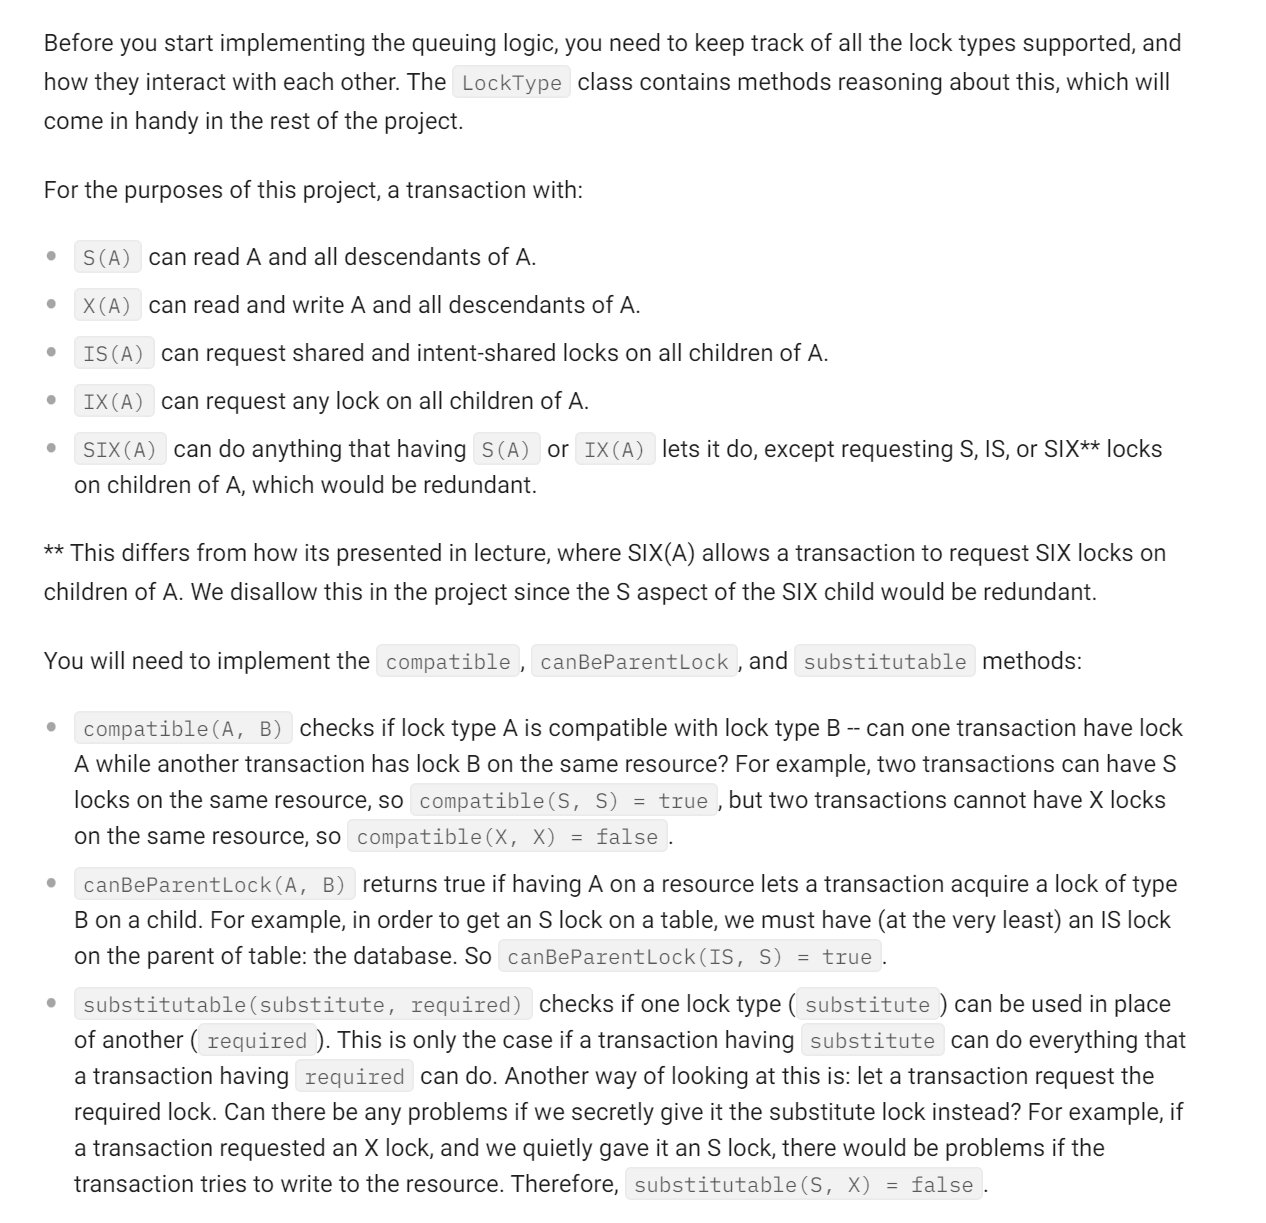 Before you start implementing the queuing logic, you need to keep track of all the lock types supported, and
how they interact with each other. The LockType class contains methods reasoning about this, which will
come in handy in the rest of the project.
For the purposes of this project, a transaction with:
• S(A) can read A and all descendants of A.
• X(A) can read and write A and all descendants of A.
• IS(A) can request shared and intent-shared locks on all children of A.
• IX(A) can request any lock on all children of A.
• SIX(A) can do anything that having S(A) or IX(A) lets it do, except requesting S, IS, or SIX** locks
on children of A, which would be redundant.
** This differs from how its presented in lecture, where SIX(A) allows a transaction to request SIX locks on
children of A. We disallow this in the project since the S aspect of the SIX child would be redundant.
You will need to implement the compatible, canBeParentLock, and substitutable methods:
• compatible(A, B) checks if lock type A is compatible with lock type B -- can one transaction have lock
A while another transaction has lock B on the same resource? For example, two transactions can have S
locks on the same resource, so compatible(S, S) = true, but two transactions cannot have X locks
on the same resource, so compatible(X, X) = false.
• canBeParentLock(A, B) returns true if having A on a resource lets a transaction acquire a lock of type
B on a child. For example, in order to get an S lock on a table, we must have (at the very least) an IS lock
on the parent of table: the database. So canBeParentLock(IS, S) = true.
• substitutable(substitute, required) checks if one lock type (substitute) can be used in place
of another (required). This is only the case if a transaction having substitute can do everything that
a transaction having required can do. Another way of looking at this is: let a transaction request the
required lock. Can there be any problems if we secretly give it the substitute lock instead? For example, if
a transaction requested an X lock, and we quietly gave it an S lock, there would be problems if the
transaction tries to write to the resource. Therefore, substitutable(S, X) = false.